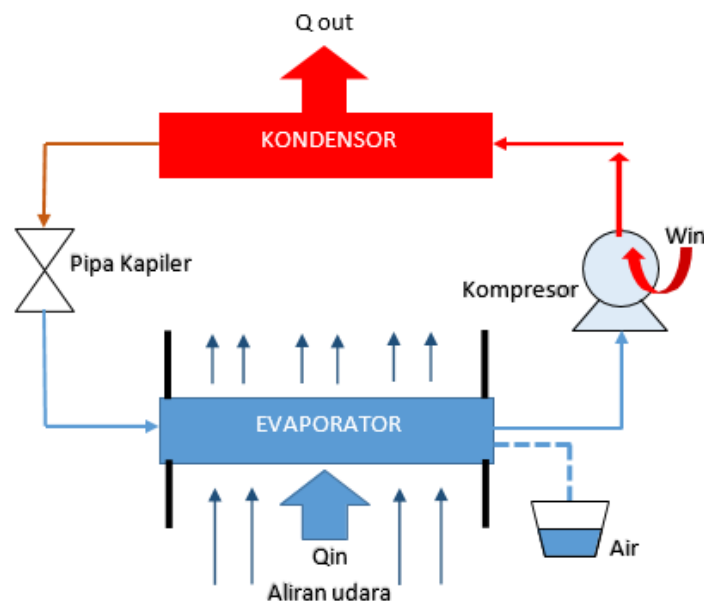 Q out
KONDENSOR
Pipa Kapiler
Win
Kompresor
EVAPORATOR
Qin
Air
Aliran udara